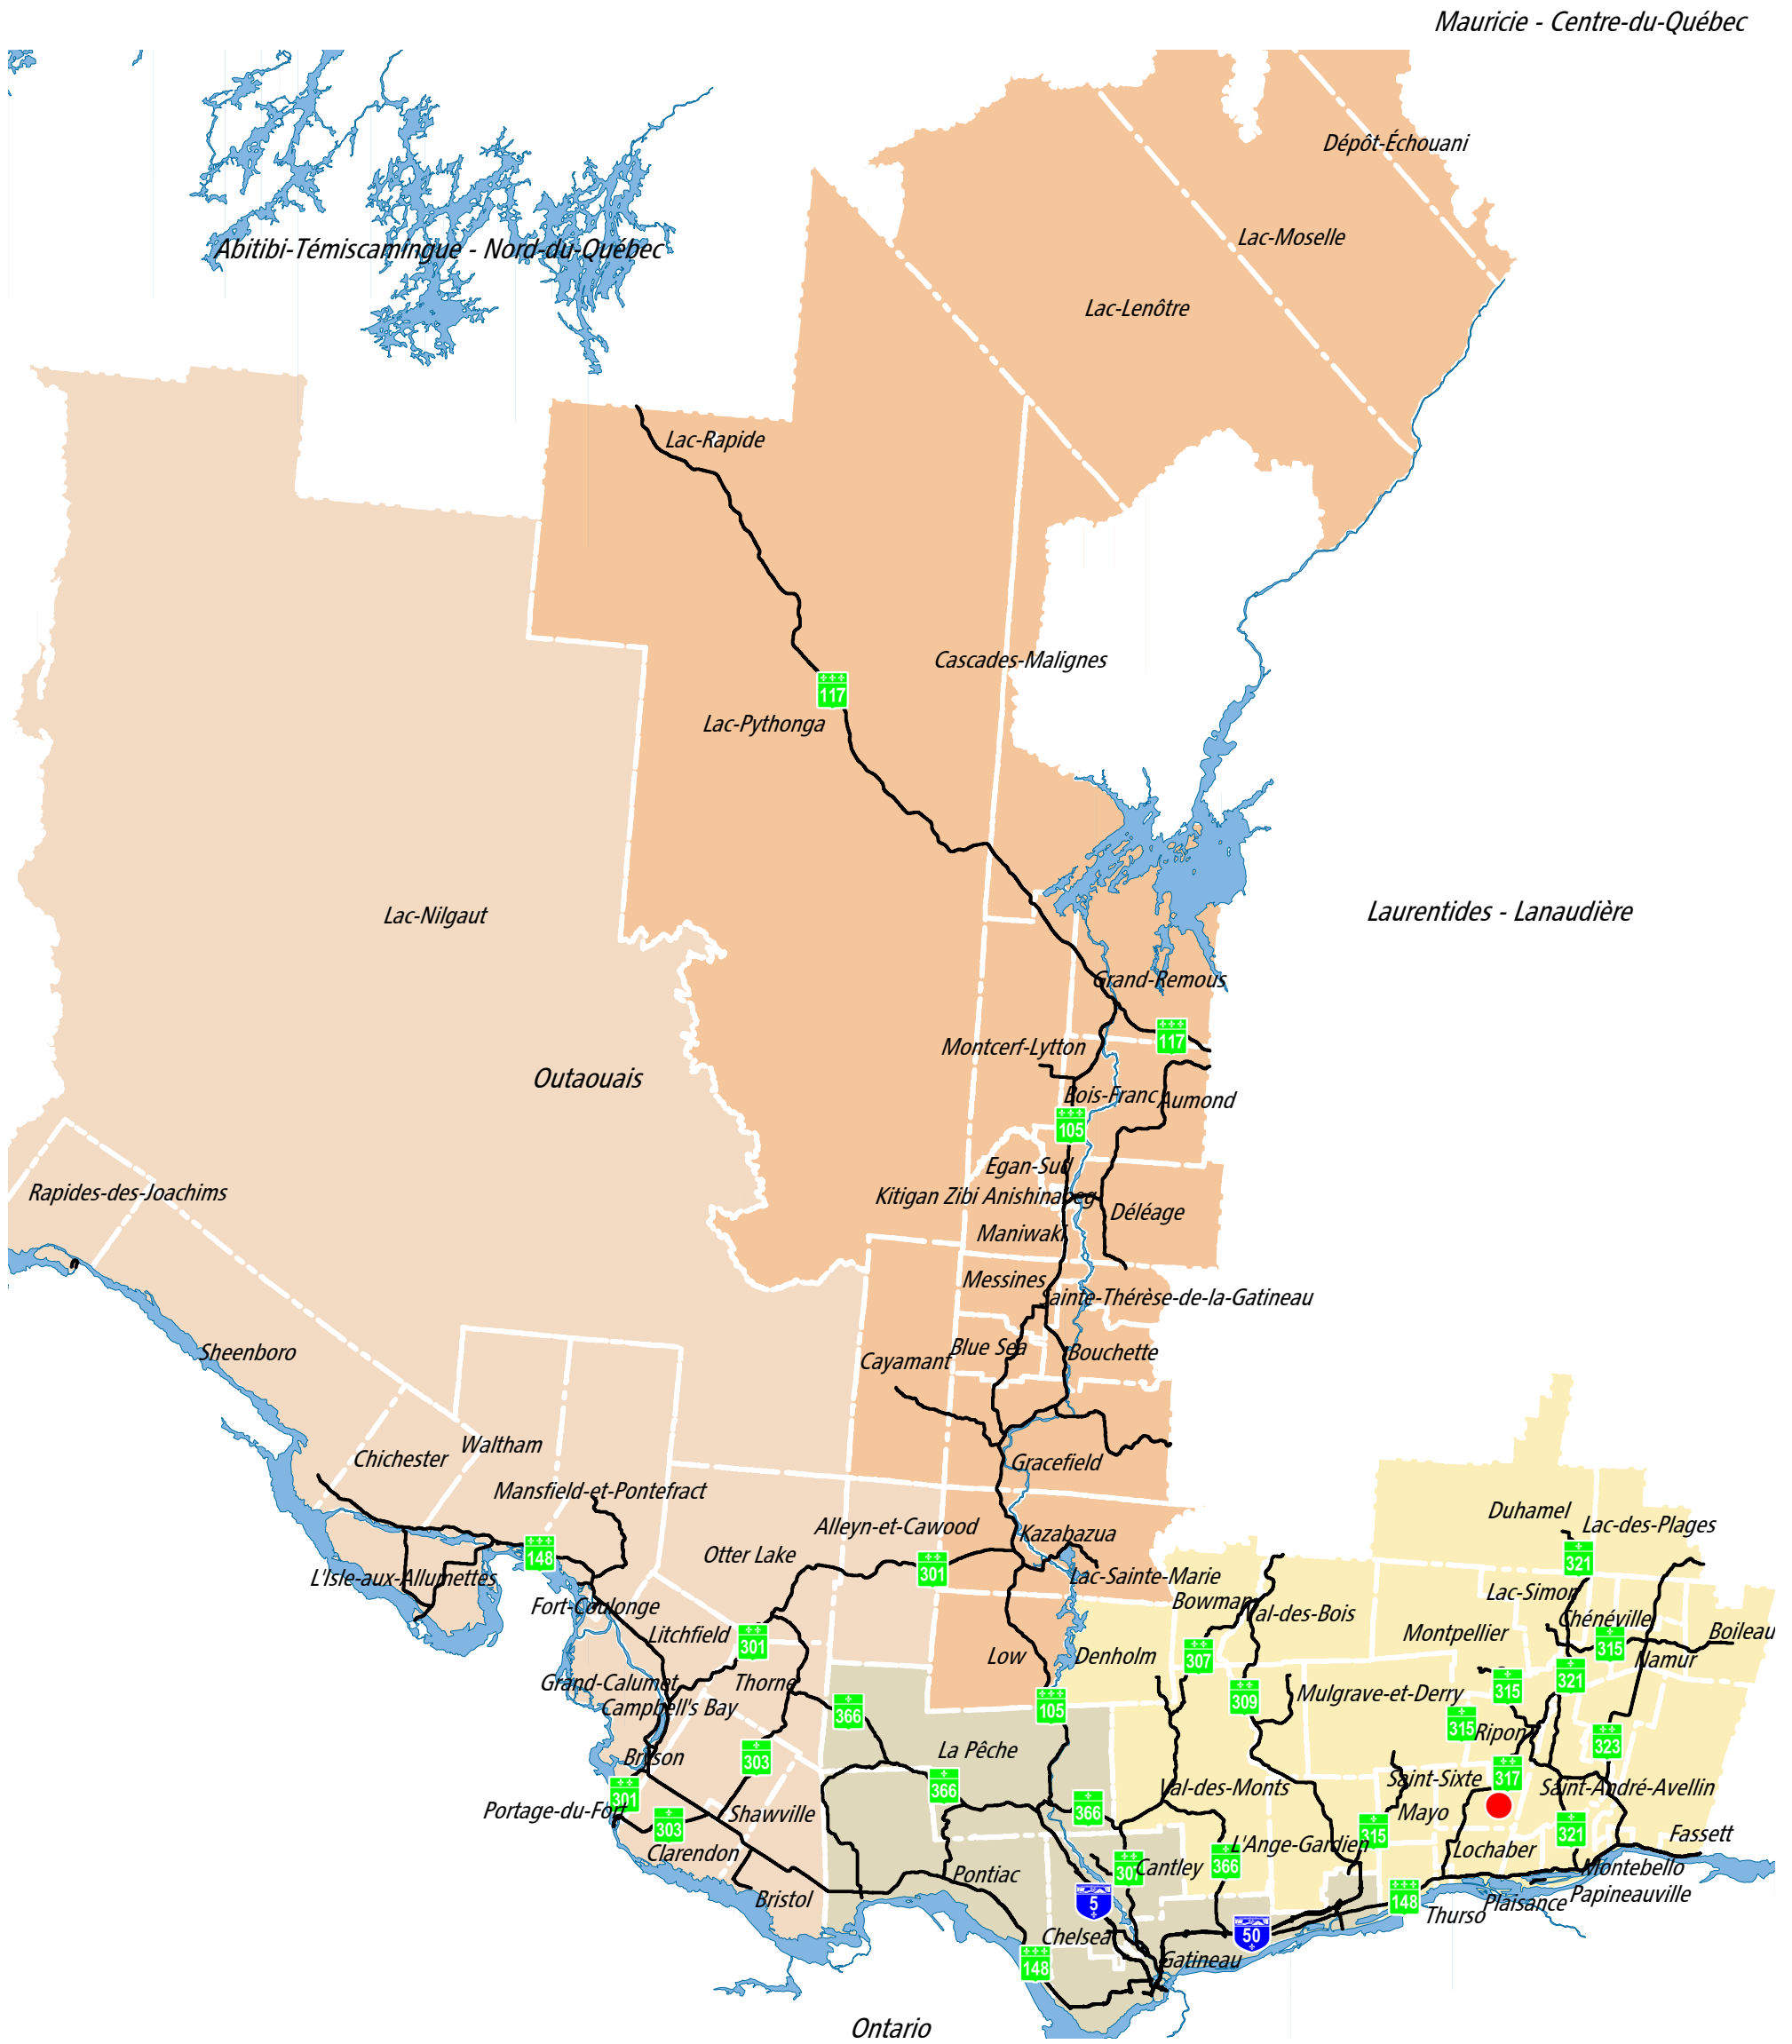 Mauricie - Centre-du-Québec
Dépôt-Échouani
Lac-Moselle
Abitibi-Témiscamingue - Nord-du-Québec
Lac-Lenôtre
Lac-Rapide
Cascades-Malignes
117
Lac-Pythonga
Lac-Nilgaut
Laurentides - Lanaudière
Grand-Remous
117
Montcerf-Lytton
Outaouais
Bois-Franc
Aumond
105
Egan-Sud
Rapides-des-Joachims
Kitigan Zibi Anishinabeg
Déléage
Maniwaki
Messines
Sainte-Thérèse-de-la-Gatineau
Sheenboro
Blue Sea
Bouchette
Cayamant
Chichester
Waltham
Gracefield
Mansfield-et-Pontefract
Duhamel
Lac-des-Plages
Alleyn-et-Cawood
Kazabazua
148
Otter Lake
321
301
L'Isle-aux-Allumettes
Lac-Sainte-Marie
Lac-Simon
Fort-Coulonge
Bowman
Val-des-Bois
Chénéville
Litchfield
301
Montpellier
315
Boileau
Low
Denholm
307
Namur
Grand-Calumet
Thorne
321
315
309
Mulgrave-et-Derry
Campbell's Bay
366
105
315
Ripon
323
La Pêche
Bryson
303
317
366
Val-des-Monts
Saint-Sixte
Saint-André-Avellin
301
Portage-du-Fort
Shawville
366
Mayo
303
315
321
Fassett
Clarendon
L'Ange-Gardien
Lochaber
307
Cantley
366
Montebello
Pontiac
Bristol
5
148
Plaisance
Papineauville
Thurso
Chelsea
50
148
Gatineau
Ontario